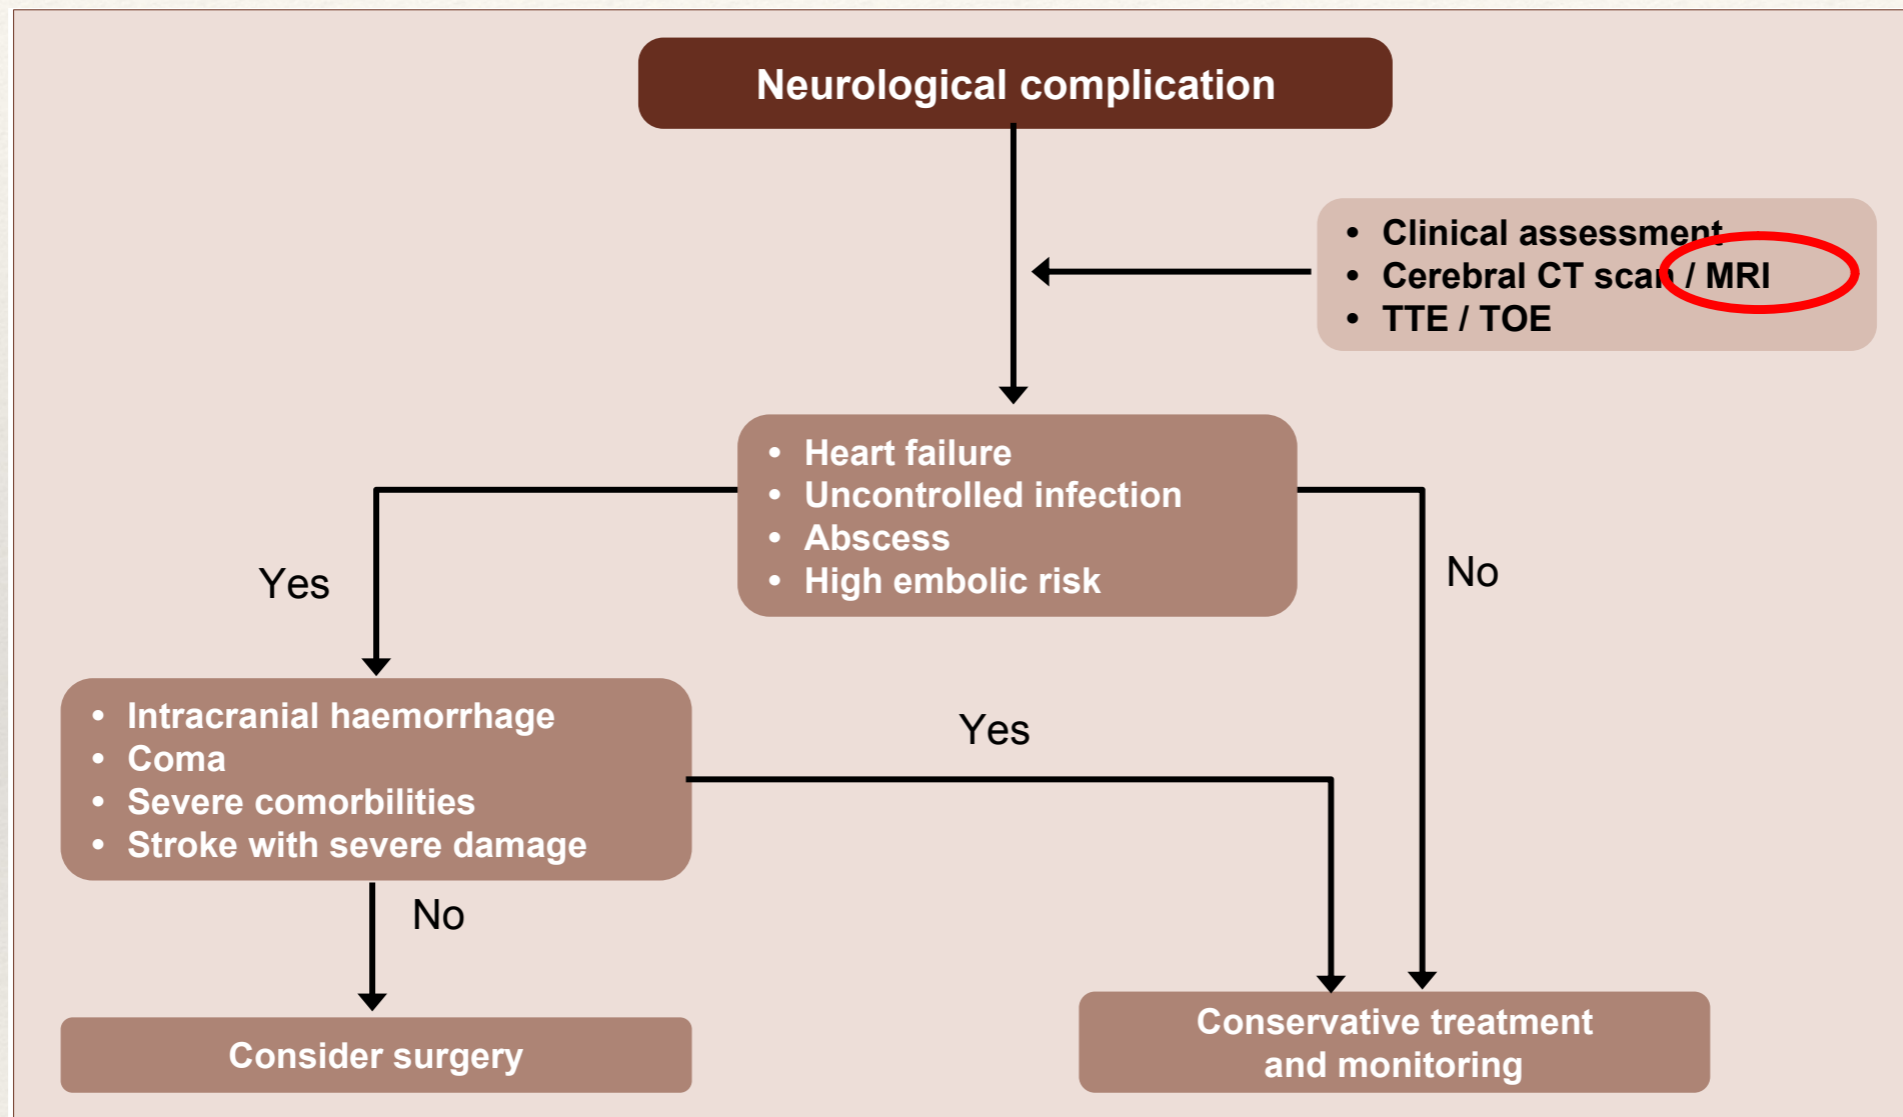 Neurological complication
• Clinical assessment
• Cerebral CT scan / MRI
• TTE / TOE
• Heart failure
• Uncontrolled infection
• Abscess
• High embolic risk
Yes
No
• Intracranial haemorrhage
• Coma
• Severe comorbilities
• Stroke with severe damage
Yes
No
Consider surgery
Conservative treatment
and monitoring